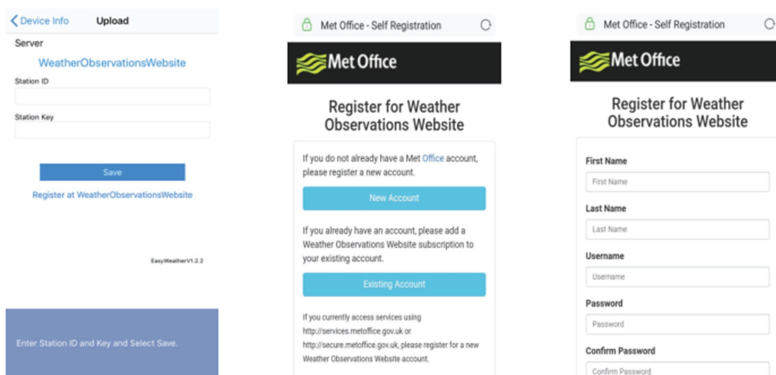 Device Info
Upload
Server
WeatherObservationsWebsite
Station ID
Station Key
Save
Register at WeatherObservationsWebsite
EasyWeatherV1.2.2
Enter Station ID and Key and Select Save.
Met Office - Self Registration
Met Office
Register for Weather
Observations Website
If you do not already have a Met Office account,
please register a new account.
New Account
If you already have an account, please add a
Weather Observations Website subscription to
your existing account.
Existing Account
If you currently access services using
http://services.metoffice.gov.uk or
http://secure.metoffice.gov.uk, please register for a new
Weather Observations Website account.
Met Office - Self Registration
Met Office
Register for Weather
Observations Website
First Name
First Name
Last Name
Last Name
Username
Username
Password
Password
Confirm Password
Confirm Password